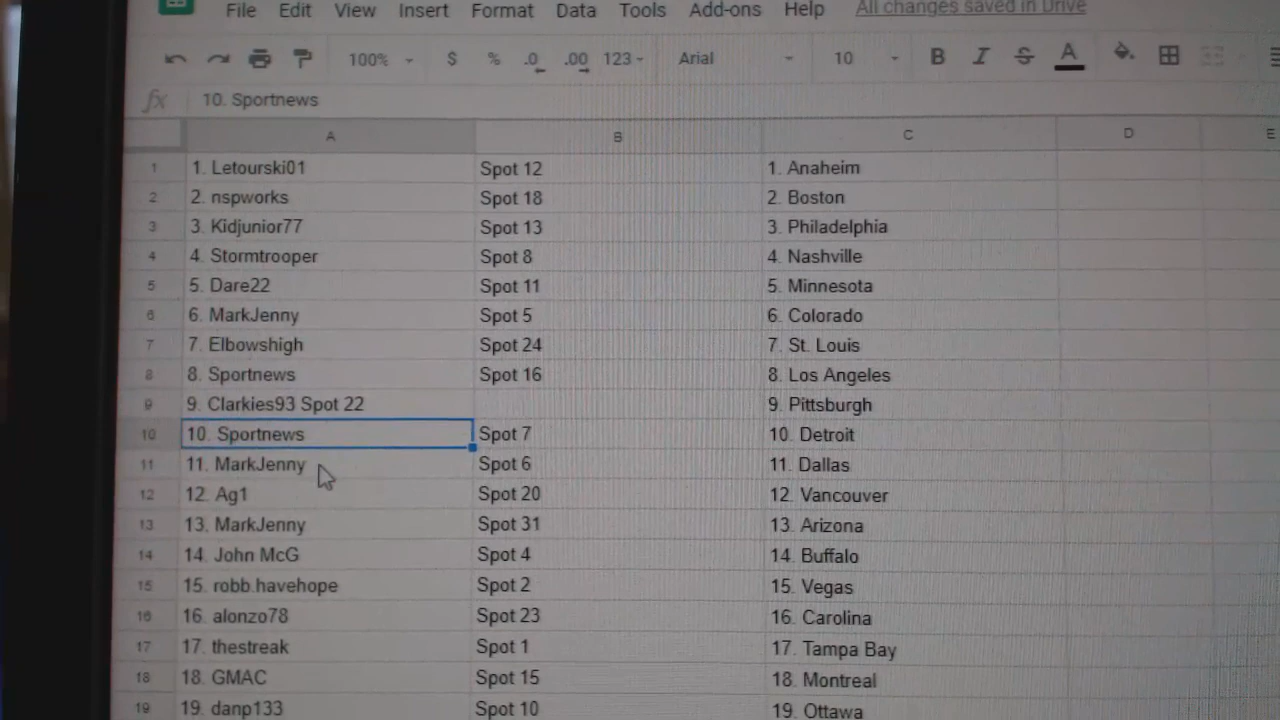 File Edit View Insert Format Data Tools Add-ons Help All changes saved in Drive
100% $ % .0 .00 123 Arial 10 B I S A
fx 10. Sportnews
A B C D E
1 1. Letourski01 Spot 12 1. Anaheim
2 2. nspworks Spot 18 2. Boston
3 3. Kidjunior77 Spot 13 3. Philadelphia
4 4. Stormtrooper Spot 8 4. Nashville
5 5. Dare22 Spot 11 5. Minnesota
6 6. MarkJenny Spot 5 6. Colorado
7 7. Elbowshigh Spot 24 7. St. Louis
8 8. Sportnews Spot 16 8. Los Angeles
9 9. Clarkies93 Spot 22 9. Pittsburgh
10 10. Sportnews Spot 7 10. Detroit
11 11. MarkJenny Spot 6 11. Dallas
12 12. Ag1 Spot 20 12. Vancouver
13 13. MarkJenny Spot 31 13. Arizona
14 14. John McG Spot 4 14. Buffalo
15 15. robb.havehope Spot 2 15. Vegas
16 16. alonzo78 Spot 23 16. Carolina
17 17. thestreak Spot 1 17. Tampa Bay
18 18. GMAC Spot 15 18. Montreal
19 19. danp133 Spot 10 19. Ottawa